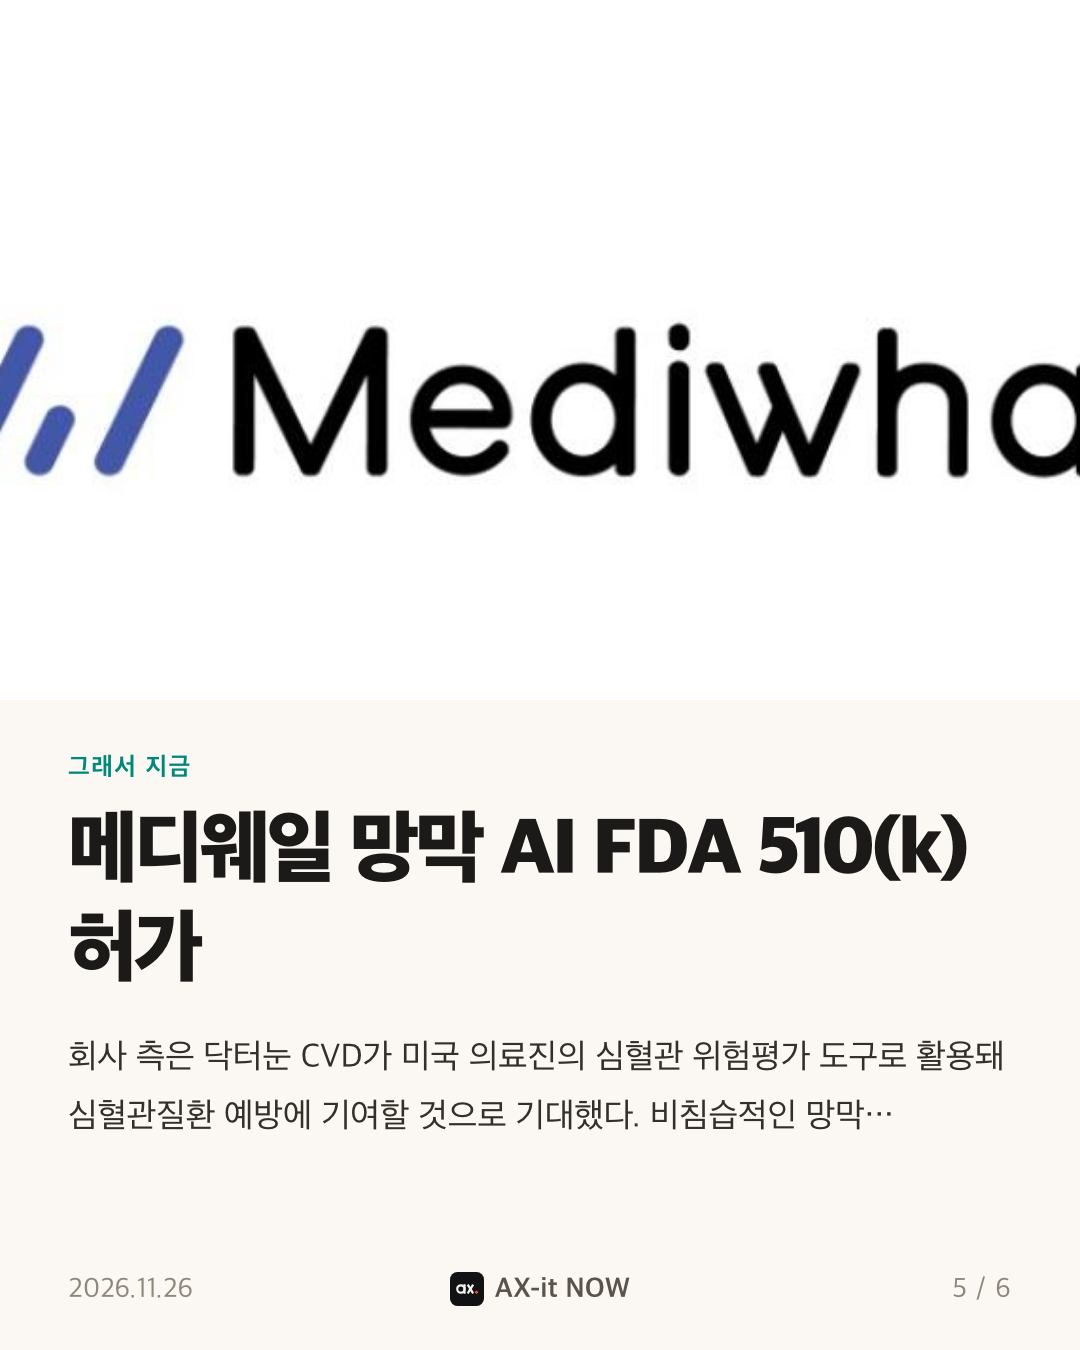 Mediwha
그래서 지금
메디웨일 망막 AI FDA 510(k)
허가
회사 측은 닥터눈 CVD가 미국 의료진의 심혈관 위험평가 도구로 활용돼
심혈관질환 예방에 기여할 것으로 기대했다. 비침습적인 망막…
2026.11.26
ax. AX-it NOW
5 / 6